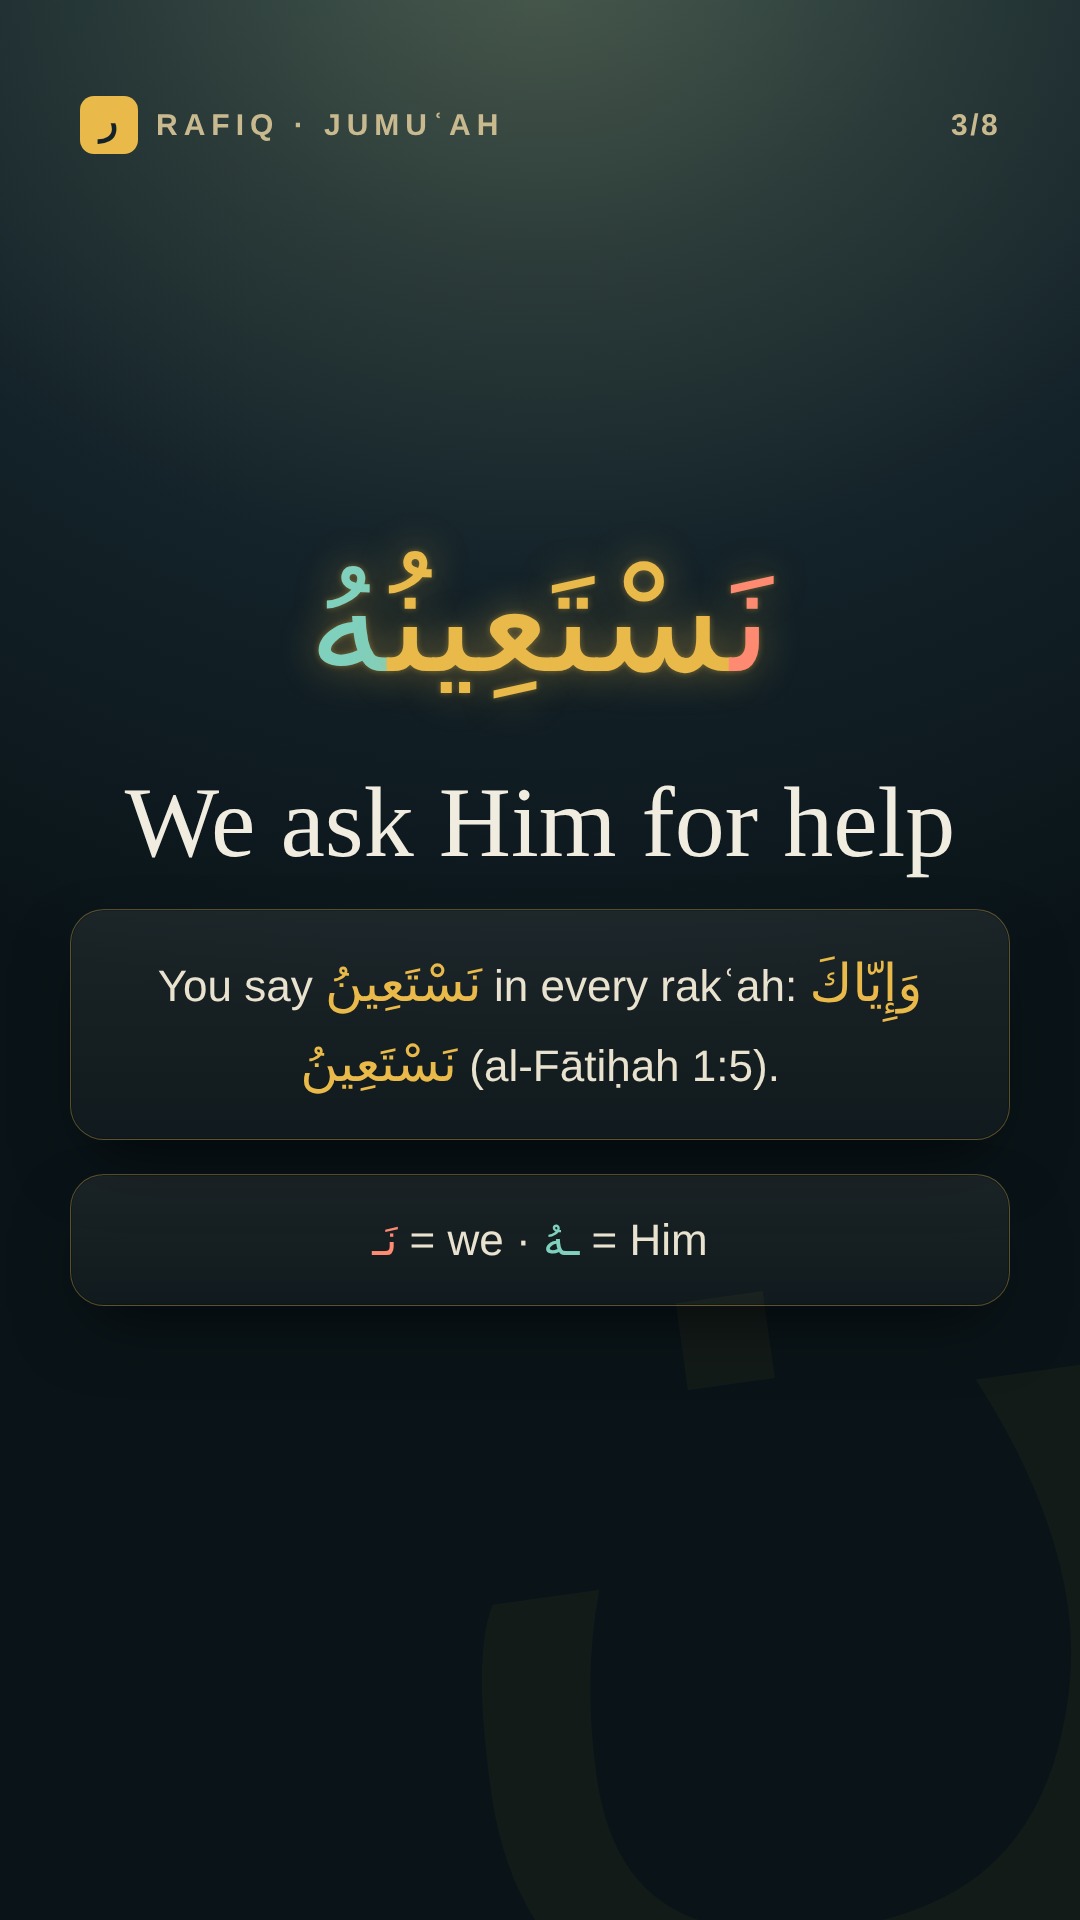 ر RAFIQ · JUMUʿAH 3/8
نَسْتَعِينُهُ
We ask Him for help
You say نَسْتَعِينُ in every rakʿah: وَإِيّاكَ
نَسْتَعِينُ (al-Fātiḥah 1:5).
نَـ = we · ـهُ = Him
ن